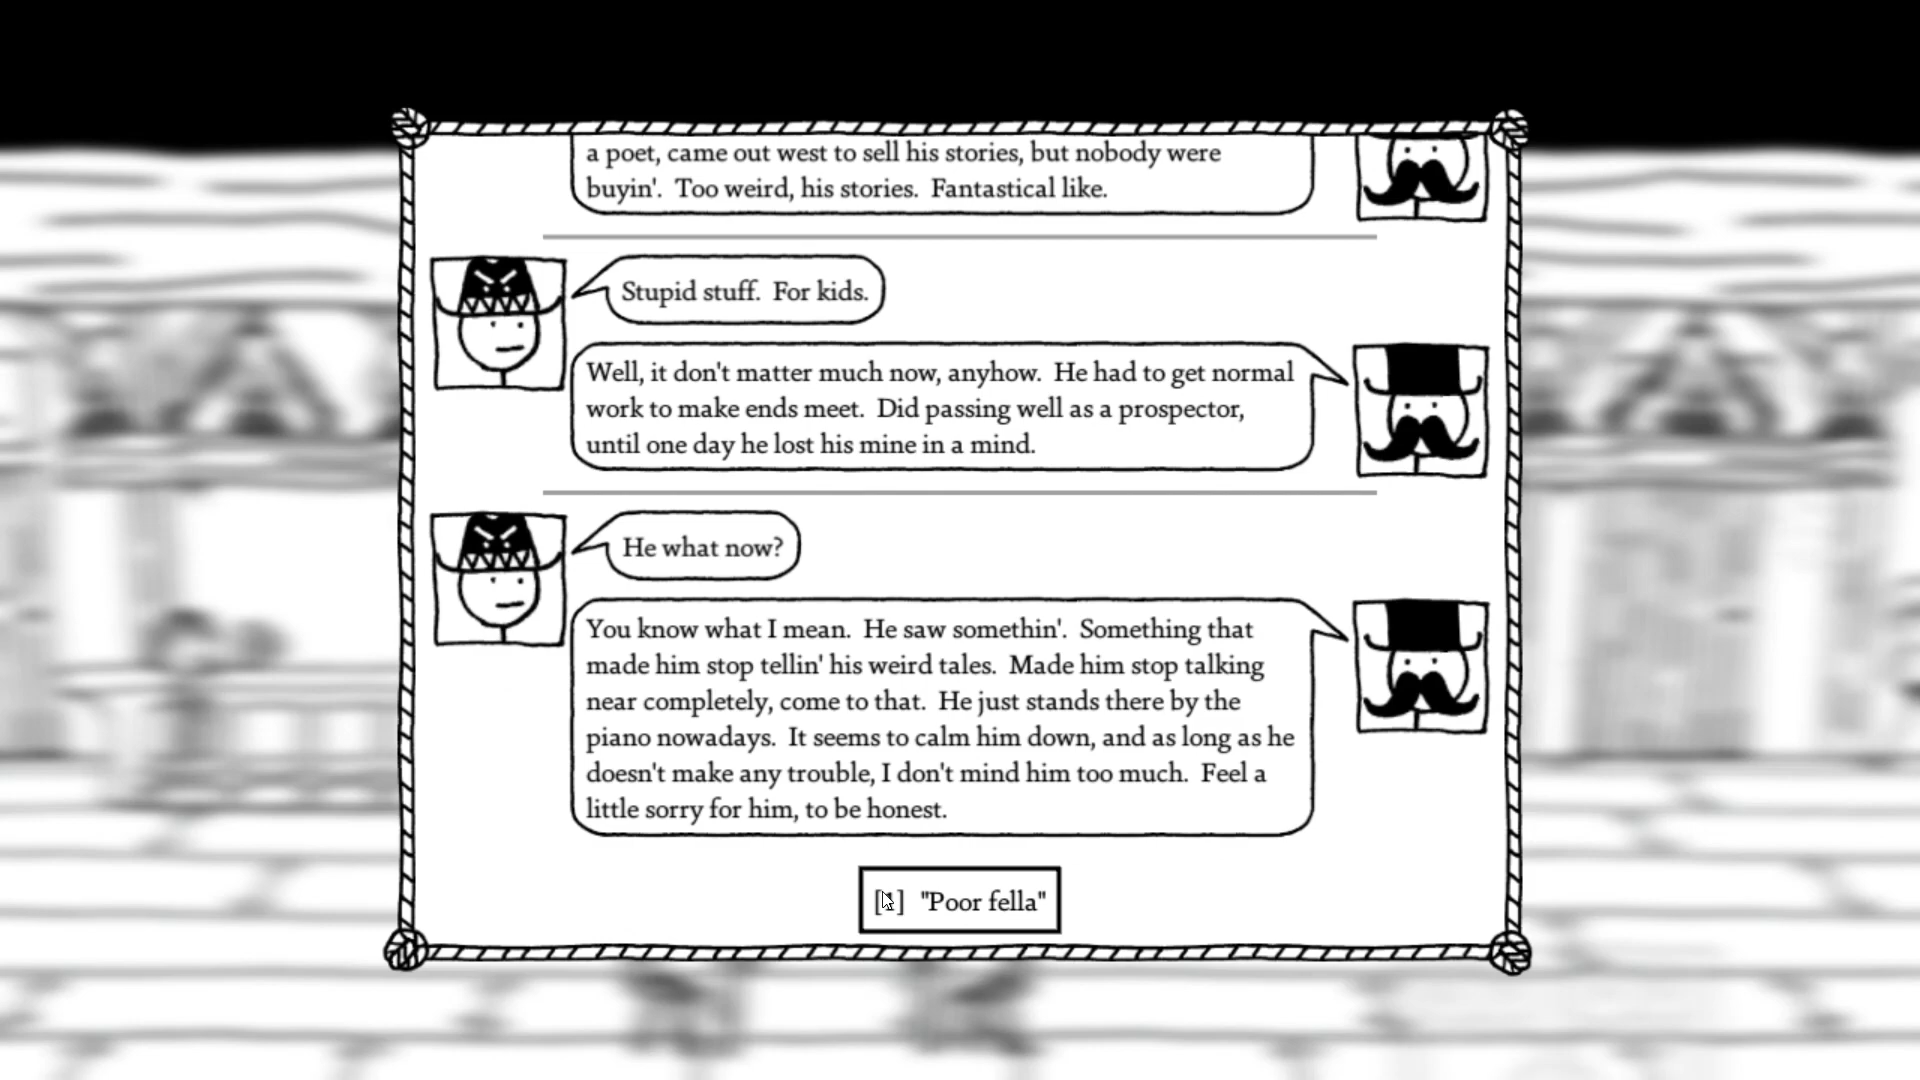 a poet, came out west to sell his stories, but nobody were
buyin'.  Too weird, his stories.  Fantastical like.
Stupid stuff.  For kids.
Well, it don't matter much now, anyhow.  He had to get normal
work to make ends meet.  Did passing well as a prospector,
until one day he lost his mine in a mind.
He what now?
You know what I mean.  He saw somethin'.  Something that
made him stop tellin' his weird tales.  Made him stop talking
near completely, come to that.  He just stands there by the
piano nowadays.  It seems to calm him down, and as long as he
doesn't make any trouble, I don't mind him too much.  Feel a
little sorry for him, to be honest.
[1]  "Poor fella"